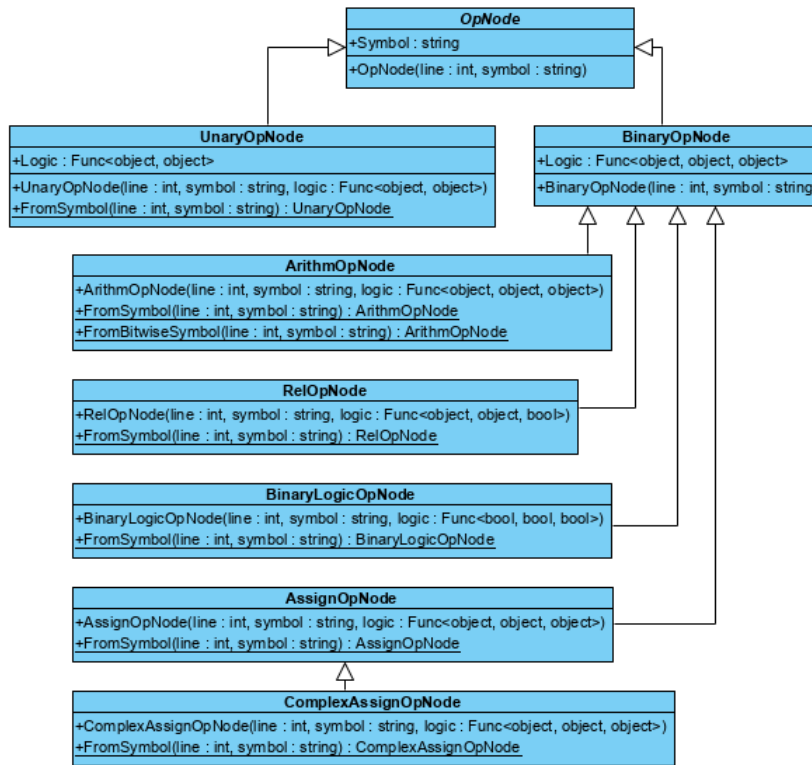 OpNode
+Symbol : string
+OpNode(line : int, symbol : string)
UnaryOpNode
+Logic : Func<object, object>
+UnaryOpNode(line : int, symbol : string, logic : Func<object, object>)
+FromSymbol(line : int, symbol : string) : UnaryOpNode
BinaryOpNode
+Logic : Func<object, object, object>
+BinaryOpNode(line : int, symbol : string
ArithmOpNode
+ArithmOpNode(line : int, symbol : string, logic : Func<object, object, object>)
+FromSymbol(line : int, symbol : string) : ArithmOpNode
+FromBitwiseSymbol(line : int, symbol : string) : ArithmOpNode
RelOpNode
+RelOpNode(line : int, symbol : string, logic : Func<object, object, bool>)
+FromSymbol(line : int, symbol : string) : RelOpNode
BinaryLogicOpNode
+BinaryLogicOpNode(line : int, symbol : string, logic : Func<bool, bool, bool>)
+FromSymbol(line : int, symbol : string) : BinaryLogicOpNode
AssignOpNode
+AssignOpNode(line : int, symbol : string, logic : Func<object, object, object>)
+FromSymbol(line : int, symbol : string) : AssignOpNode
ComplexAssignOpNode
+ComplexAssignOpNode(line : int, symbol : string, logic : Func<object, object, object>)
+FromSymbol(line : int, symbol : string) : ComplexAssignOpNode